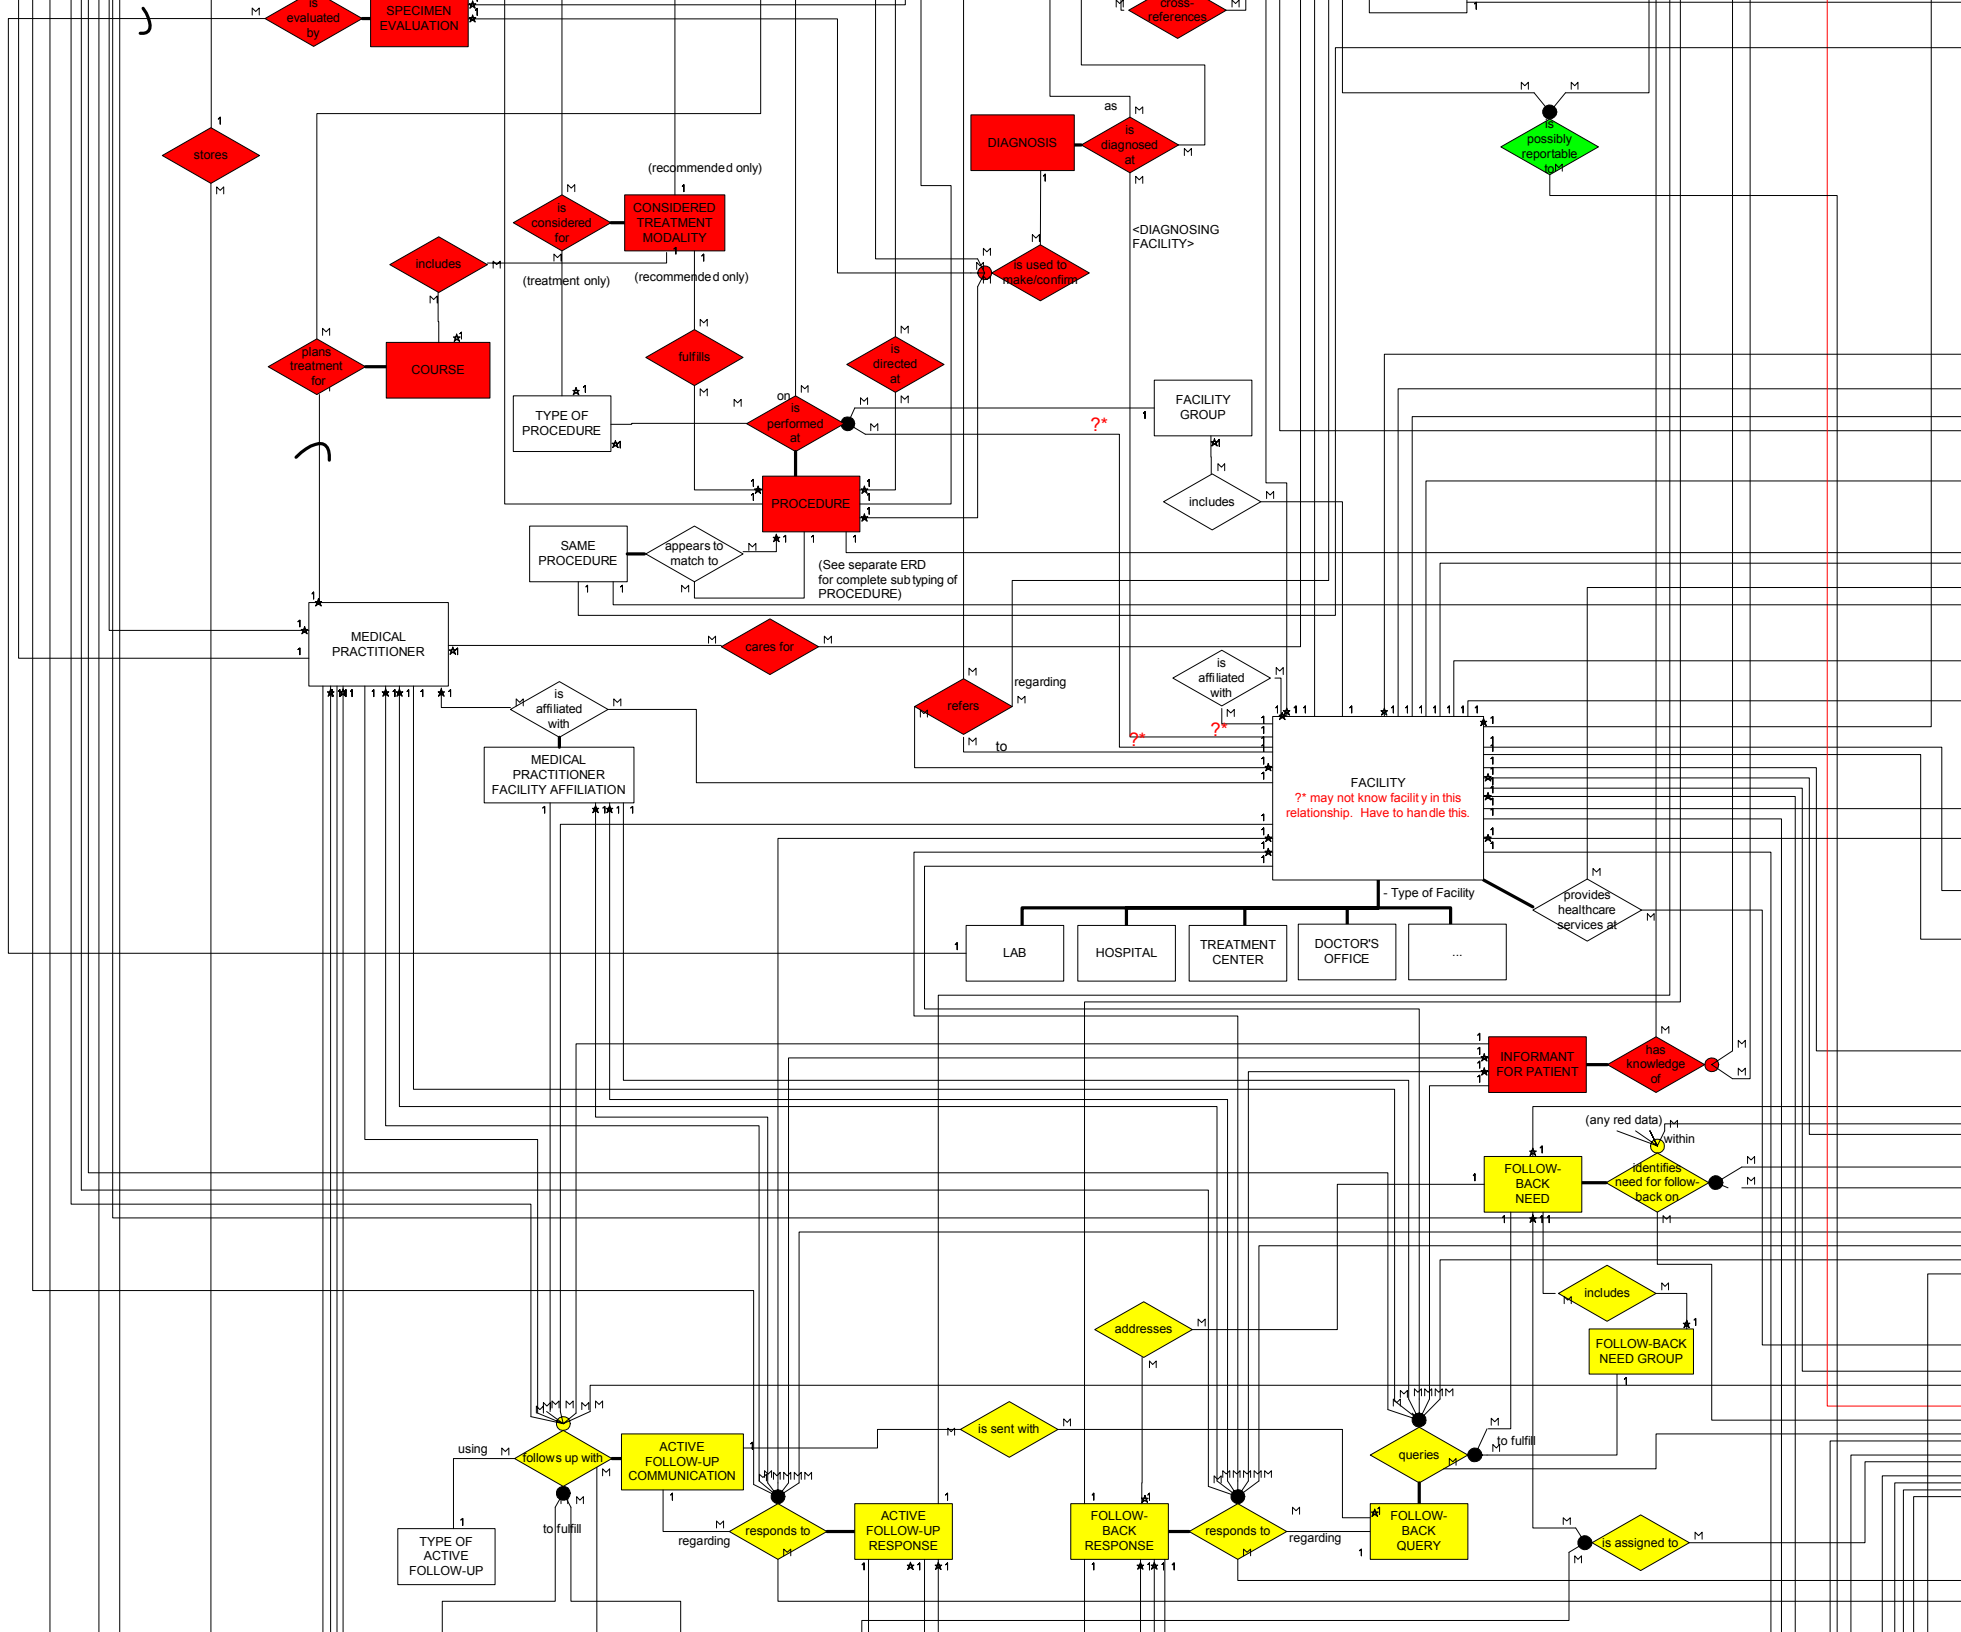 is
evaluated
by
SPECIMEN
EVALUATION
cross-
references
stores
as
DIAGNOSIS
is
diagnosed
at
is
possibly
reportable
to
(recommended only)
is
considered
for
CONSIDERED
TREATMENT
MODALITY
<DIAGNOSING
FACILITY>
includes
(treatment only)
(recommended only)
is used to
make/confirm
plans
treatment
for
COURSE
fulfills
is
directed
at
TYPE OF
PROCEDURE
on
is
performed
at
FACILITY
GROUP
?*
PROCEDURE
includes
SAME
PROCEDURE
appears to
match to
(See separate ERD
for complete subtyping of
PROCEDURE)
MEDICAL
PRACTITIONER
cares for
is
affiliated
with
is
affiliated
with
refers
regarding
to
?*
?*
MEDICAL
PRACTITIONER
FACILITY AFFILIATION
FACILITY
?* may not know facility in this
relationship. Have to handle this.
- Type of Facility
provides
healthcare
services at
LAB
HOSPITAL
TREATMENT
CENTER
DOCTOR'S
OFFICE
...
INFORMANT
FOR PATIENT
has
knowledge
of
(any red data)
within
FOLLOW-
BACK
NEED
identifies
need for follow-
back on
includes
addresses
FOLLOW-BACK
NEED GROUP
is sent with
using
follows up with
ACTIVE
FOLLOW-UP
COMMUNICATION
queries
to fulfill
to fulfill
TYPE OF
ACTIVE
FOLLOW-UP
regarding
responds to
ACTIVE
FOLLOW-UP
RESPONSE
FOLLOW-
BACK
RESPONSE
responds to
regarding
FOLLOW-
BACK
QUERY
is assigned to